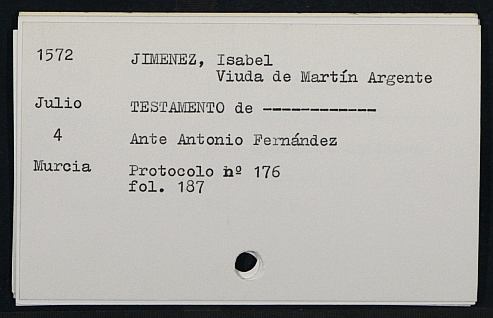 1572 JIMENEZ, Isabel
Viuda de Martín Argente
Julio TESTAMENTO de ------------
4 Ante Antonio Fernández
Murcia Protocolo nº 176
fol. 187